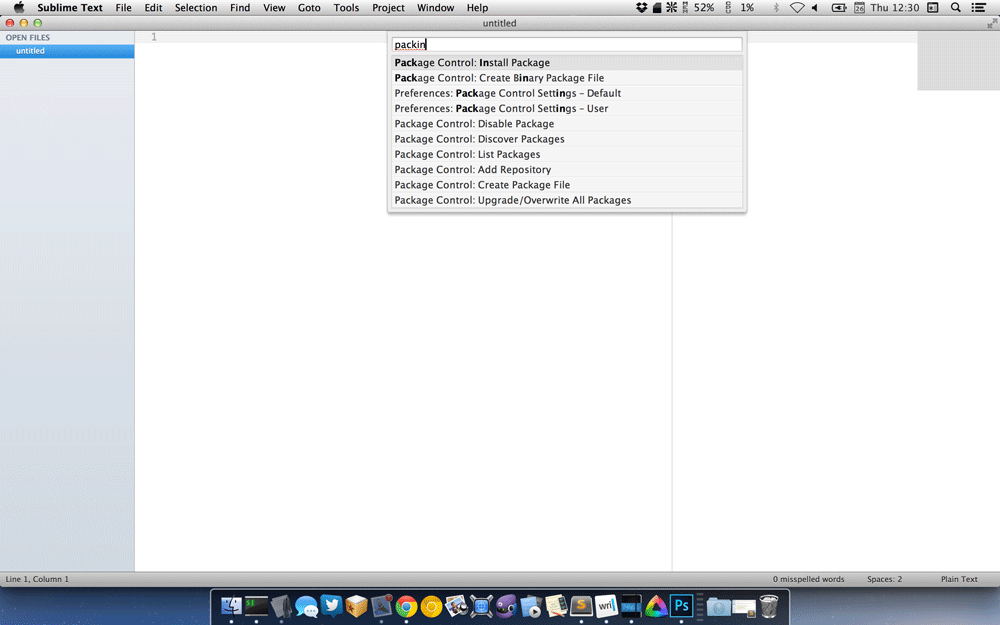 Sublime Text File Edit Selection Find View Goto Tools Project Window Help 52% 1% 26 Thu 12:30
untitled
OPEN FILES
untitled
1
packin
Package Control: Install Package
Package Control: Create Binary Package File
Preferences: Package Control Settings – Default
Preferences: Package Control Settings – User
Package Control: Disable Package
Package Control: Discover Packages
Package Control: List Packages
Package Control: Add Repository
Package Control: Create Package File
Package Control: Upgrade/Overwrite All Packages
Line 1, Column 1 0 misspelled words Spaces: 2 Plain Text
$1 S wri Ps